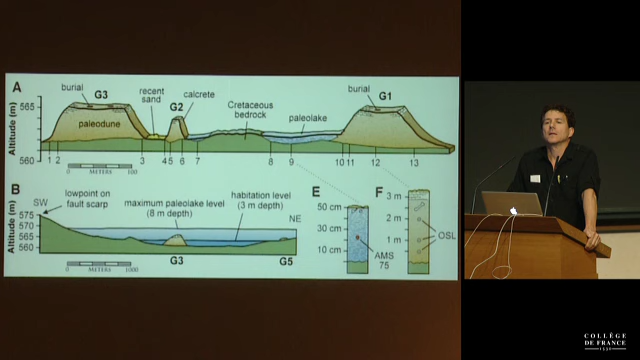 A
burial
G3
recent
sand
G2
calcrete
Cretaceous
bedrock
paleolake
burial
G1
Altitude (m)
565
560
paleodune
1 2 3 4 5 6 7 8 9 10 11 12 13
0 METERS 100
B
SW
lowpoint on
fault scarp
maximum paleolake level
(8 m depth)
habitation level
(3 m depth)
NE
Altitude (m)
575
570
565
560
G3
G5
0 METERS 1000
E
50 cm
30 cm
10 cm
AMS
75
F
3 m
2 m
1 m
OSL
COLLÈGE
DE FRANCE
1530